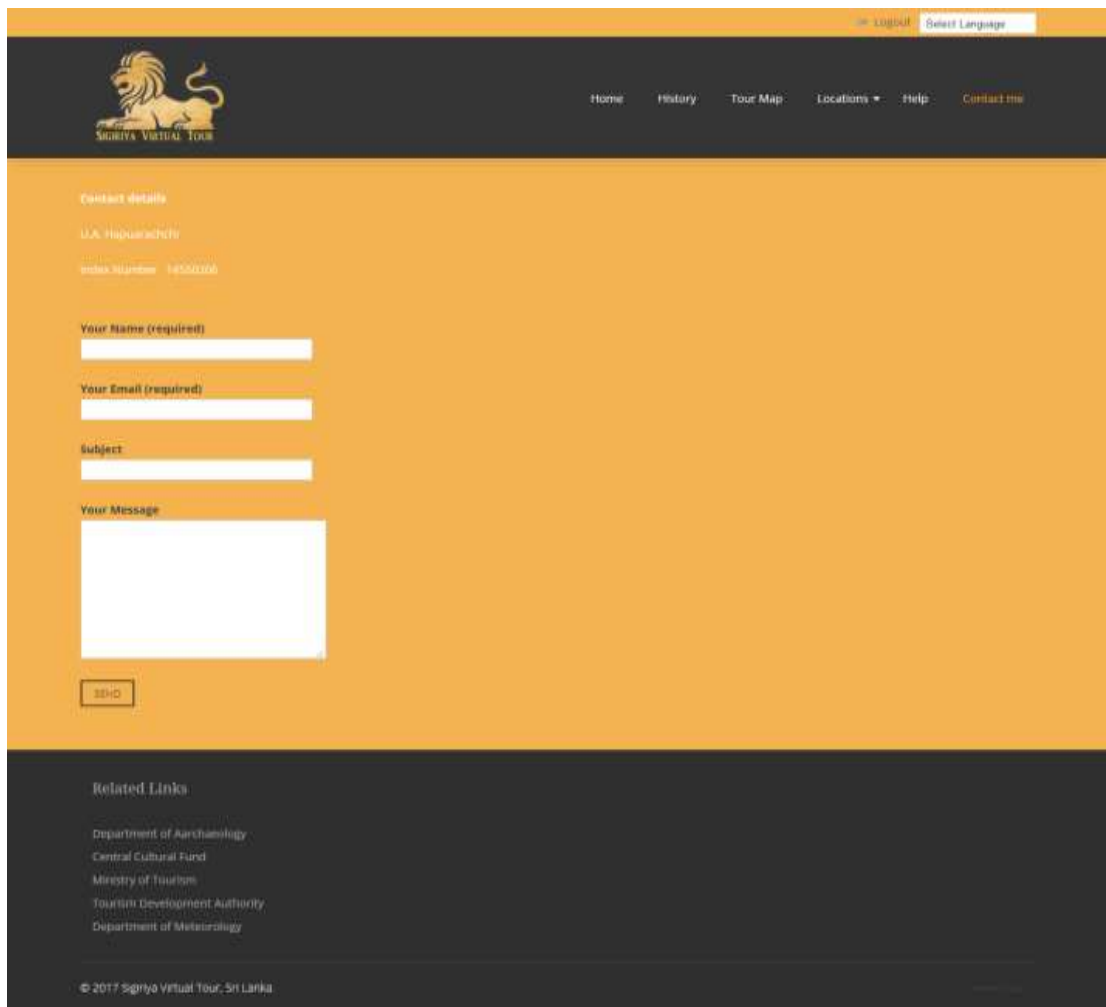 Logout Select Language
SIGIRIYA VIRTUAL TOUR
Home History Tour Map Locations Help Contact me
Contact details
U.A. Hapuarachchi
Index Number
Your Name (required)
Your Email (required)
Subject
Your Message
SEND
Related Links
Department of Aarchaeology
Central Cultural Fund
Ministry of Tourism
Tourism Development Authority
Department of Meteorology
© 2017 Sigiriya Virtual Tour, Sri Lanka